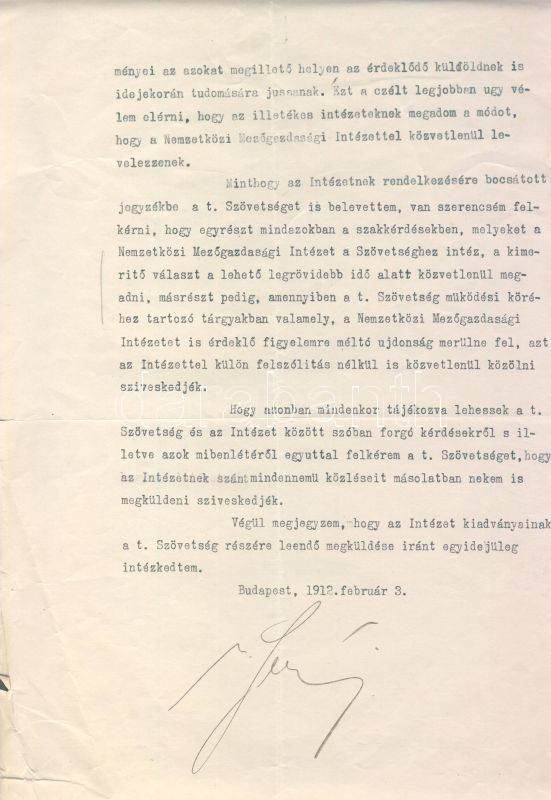 ményei az azokat megillető helyen az érdeklődő külföldnek is
idejekorán tudomására jussanak. Ezt a czélt legjobban ugy vé-
lem elérni, hogy az illetékes intézeteknek megadom a módot,
hogy a Nemzetközi Mezőgazdasági Intézettel közvetlenül le-
velezzenek.
Minthogy az Intézetnek rendelkezésére bocsátott
jegyzékbe a t. Szövetséget is belevettem, van szerencsém fel-
kérni, hogy egyrészt mindazokban a szakkérdésekben, melyeket a
Nemzetközi Mezőgazdasági Intézet a Szövetséghez intéz, a kime-
ritő választ a lehető legrövidebb idő alatt közvetlenül meg-
adni, másrészt pedig, amennyiben a t. Szövetség müködési köré-
hez tartozó tárgyakban valamely, a Nemzetközi Mezőgazdasági
Intézetet is érdeklő figyelemre méltó ujdonság merülne fel, azt
az Intézettel külön felszólitás nélkül is közvetlenül közölni
sziveskedjék.
Hogy azonban mindenkor tájékozva lehessek a t.
Szövetség és az Intézet között szóban forgó kérdésekről s il-
letve azok mibenlétéről egyuttal felkérem a t. Szövetséget, hogy
az Intézetnek szánt mindennemü közléseit másolatban nekem is
megküldeni sziveskedjék.
Végül megjegyzem, hogy az Intézet kiadványainak
a t. Szövetség részére leendő megküldése iránt egyidejüleg
intézkedtem.
Budapest, 1912. február 3.
darabanth